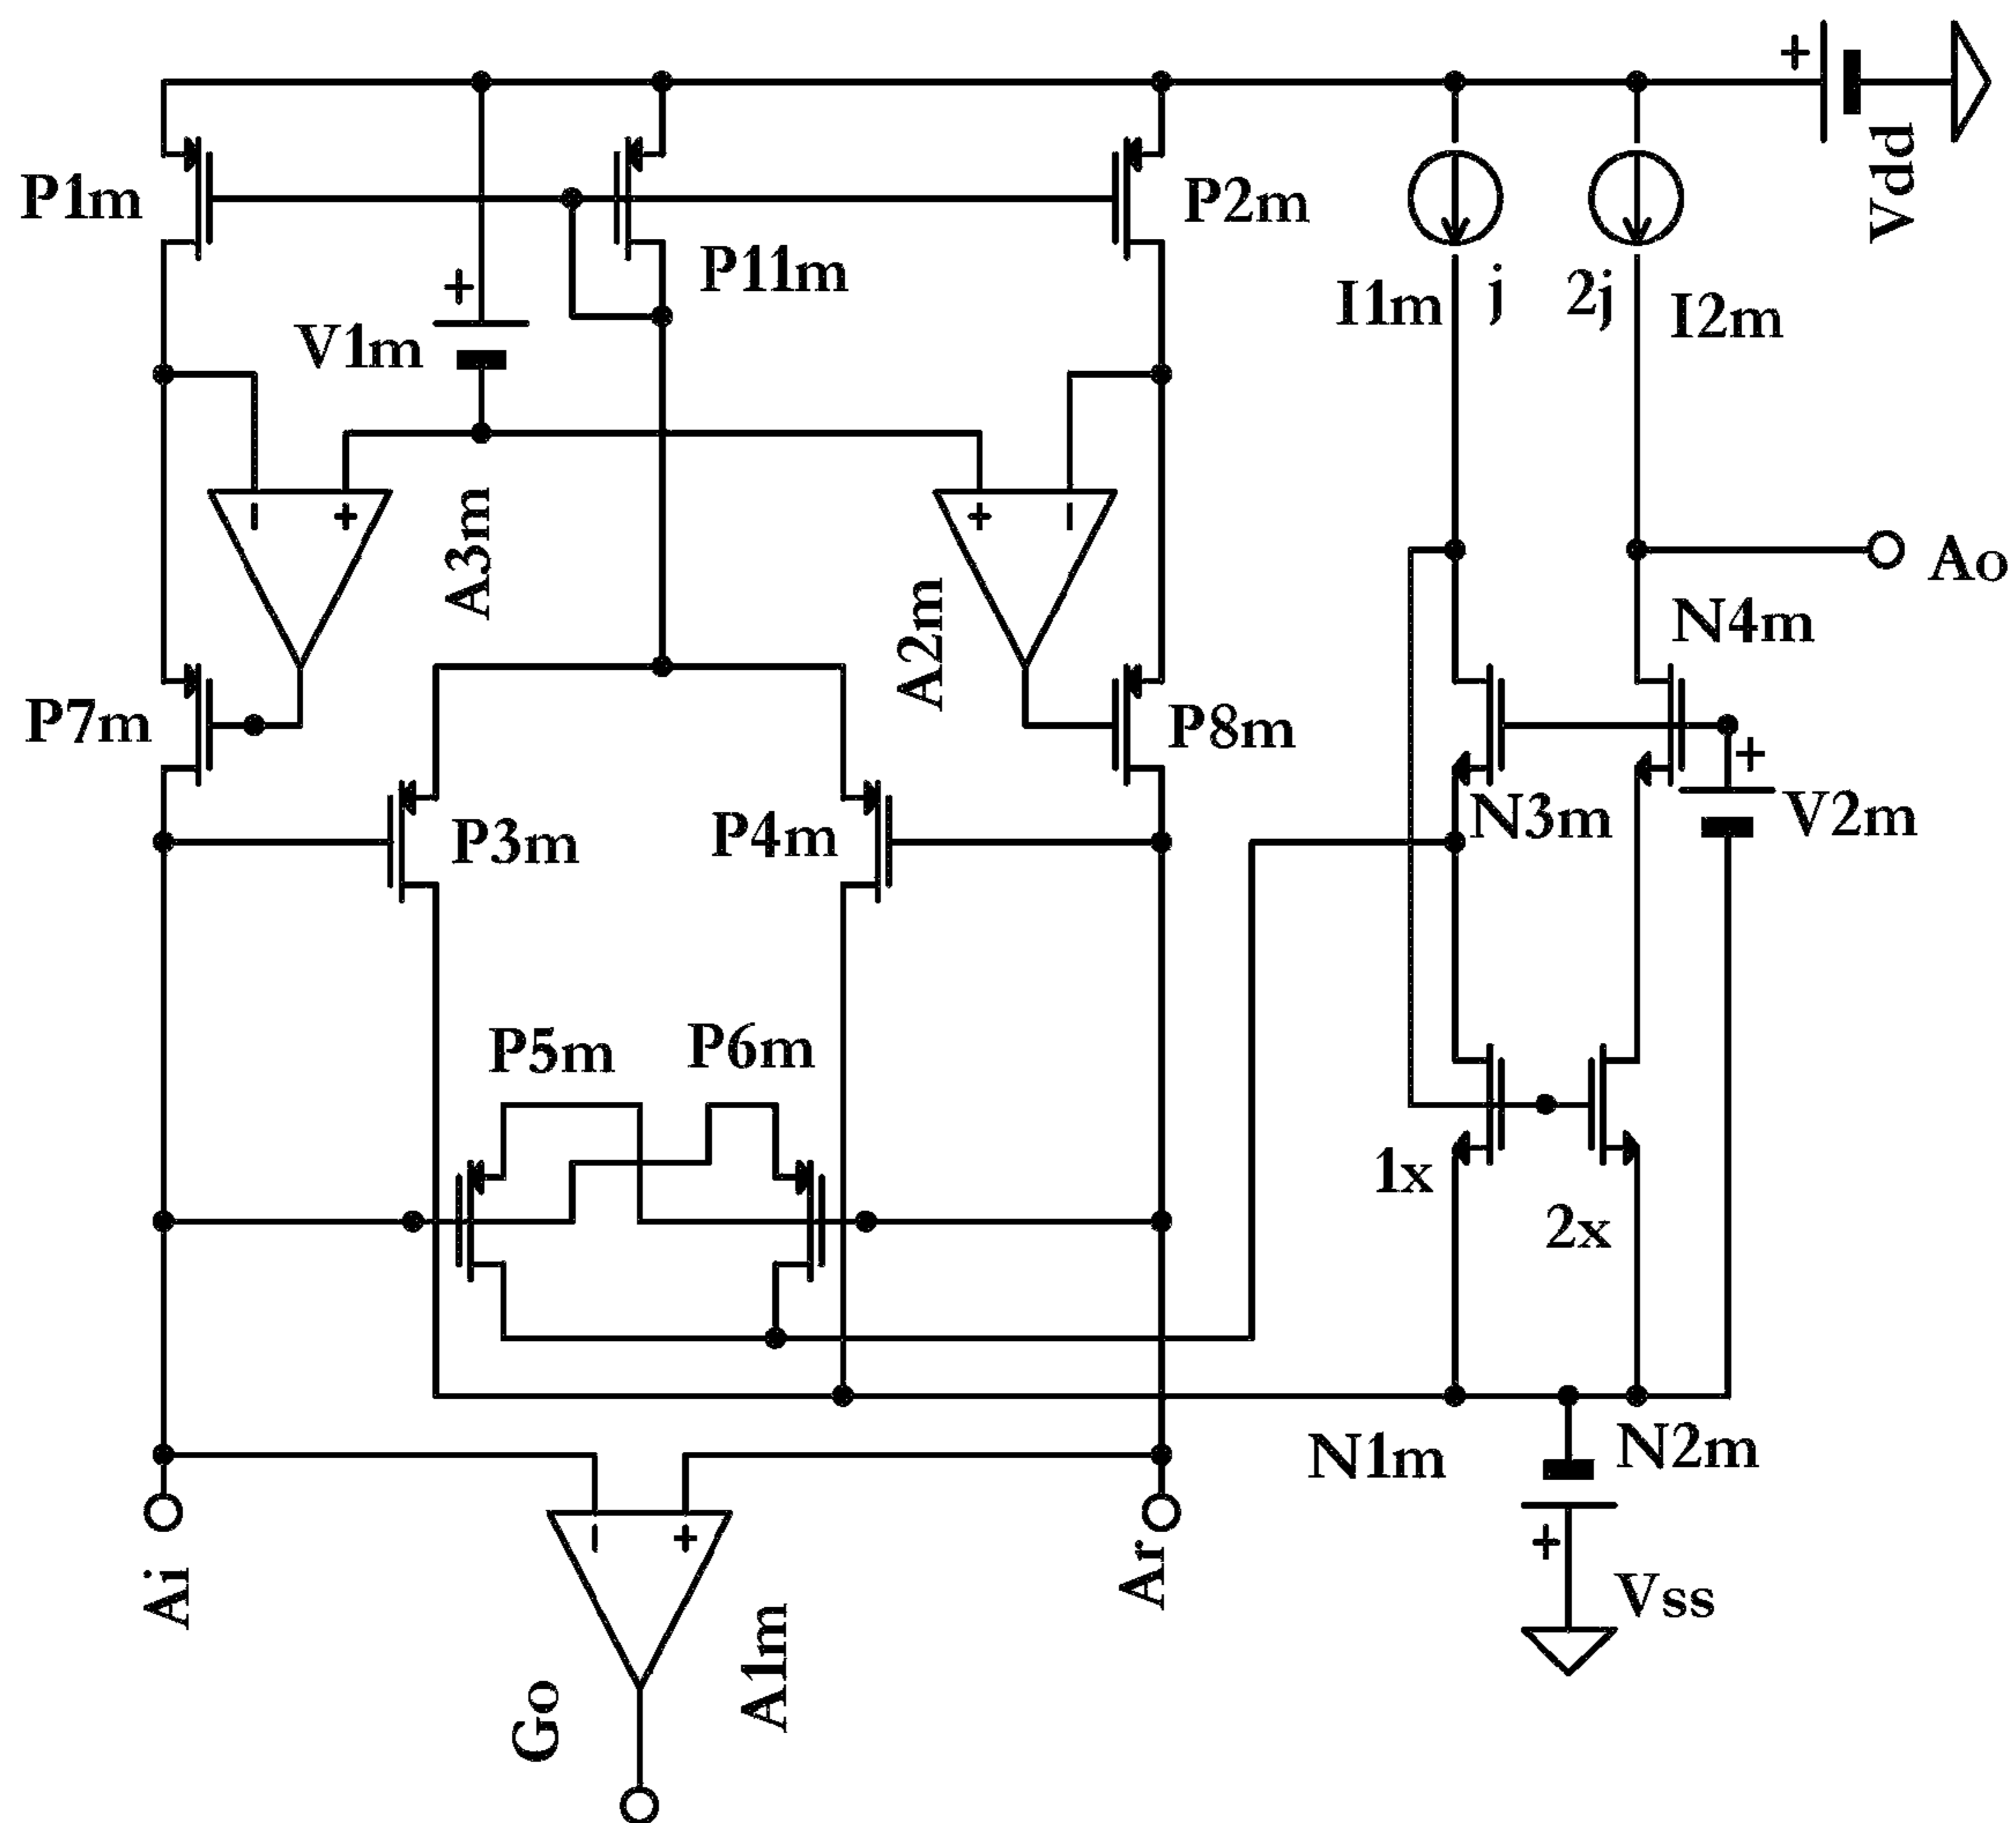 +
Vdd
P1m
P11m
P2m
+
V1m
I1m
j
2j
I2m
- +
A3m
+ -
A2m
Ao
N4m
P7m
P8m
+
N3m
V2m
P3m
P4m
P5m
P6m
1x
2x
N1m
N2m
- +
+
Vss
Ai
Ar
A1m
Go